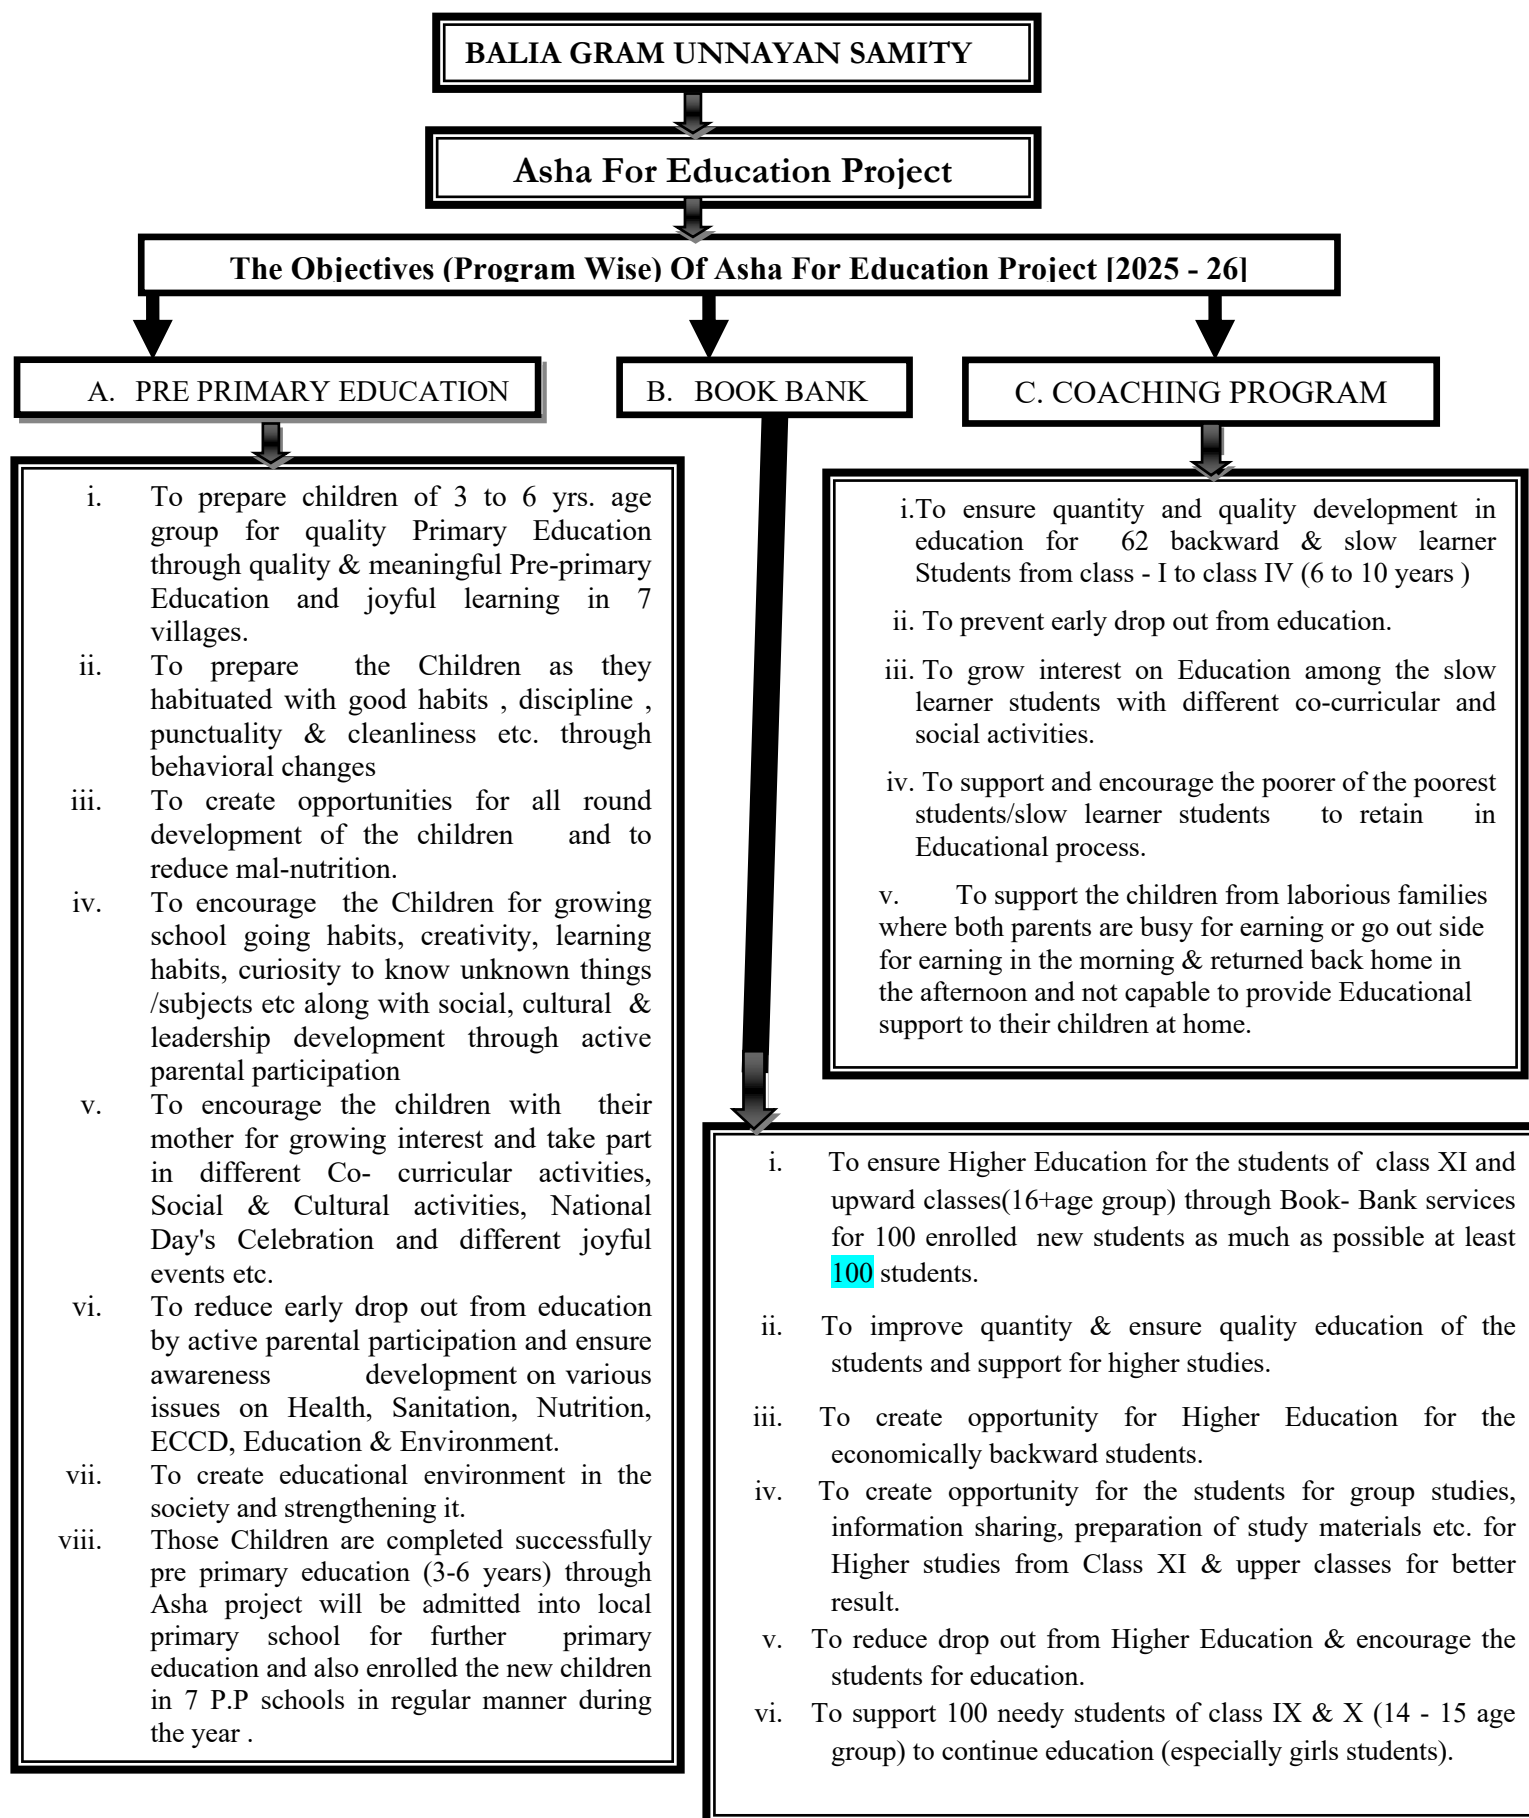 BALIA GRAM UNNAYAN SAMITY
Asha For Education Project
The Objectives (Program Wise) Of Asha For Education Project [2025 - 26]
A. PRE PRIMARY EDUCATION
B. BOOK BANK
C. COACHING PROGRAM
i. To prepare children of 3 to 6 yrs. age
group for quality Primary Education
through quality & meaningful Pre-primary
Education and joyful learning in 7
villages.
ii. To prepare the Children as they
habituated with good habits , discipline ,
punctuality & cleanliness etc. through
behavioral changes
iii. To create opportunities for all round
development of the children and to
reduce mal-nutrition.
iv. To encourage the Children for growing
school going habits, creativity, learning
habits, curiosity to know unknown things
/subjects etc along with social, cultural &
leadership development through active
parental participation
v. To encourage the children with their
mother for growing interest and take part
in different Co- curricular activities,
Social & Cultural activities, National
Day's Celebration and different joyful
events etc.
vi. To reduce early drop out from education
by active parental participation and ensure
awareness development on various
issues on Health, Sanitation, Nutrition,
ECCD, Education & Environment.
vii. To create educational environment in the
society and strengthening it.
viii. Those Children are completed successfully
pre primary education (3-6 years) through
Asha project will be admitted into local
primary school for further primary
education and also enrolled the new children
in 7 P.P schools in regular manner during
the year .
i.To ensure quantity and quality development in
education for 62 backward & slow learner
Students from class - I to class IV (6 to 10 years )
ii. To prevent early drop out from education.
iii. To grow interest on Education among the slow
learner students with different co-curricular and
social activities.
iv. To support and encourage the poorer of the poorest
students/slow learner students to retain in
Educational process.
v. To support the children from laborious families
where both parents are busy for earning or go out side
for earning in the morning & returned back home in
the afternoon and not capable to provide Educational
support to their children at home.
i. To ensure Higher Education for the students of class XI and
upward classes(16+age group) through Book- Bank services
for 100 enrolled new students as much as possible at least
100 students.
ii. To improve quantity & ensure quality education of the
students and support for higher studies.
iii. To create opportunity for Higher Education for the
economically backward students.
iv. To create opportunity for the students for group studies,
information sharing, preparation of study materials etc. for
Higher studies from Class XI & upper classes for better
result.
v. To reduce drop out from Higher Education & encourage the
students for education.
vi. To support 100 needy students of class IX & X (14 - 15 age
group) to continue education (especially girls students).